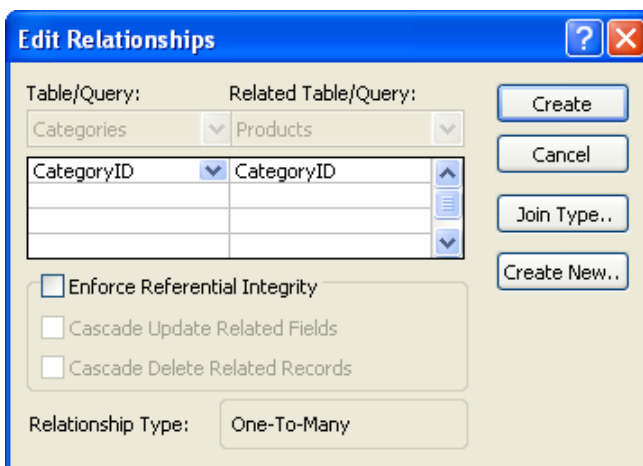 Edit Relationships
Table/Query: Related Table/Query:
Categories Products
CategoryID CategoryID
Enforce Referential Integrity
Cascade Update Related Fields
Cascade Delete Related Records
Relationship Type: One-To-Many
Create
Cancel
Join Type..
Create New..